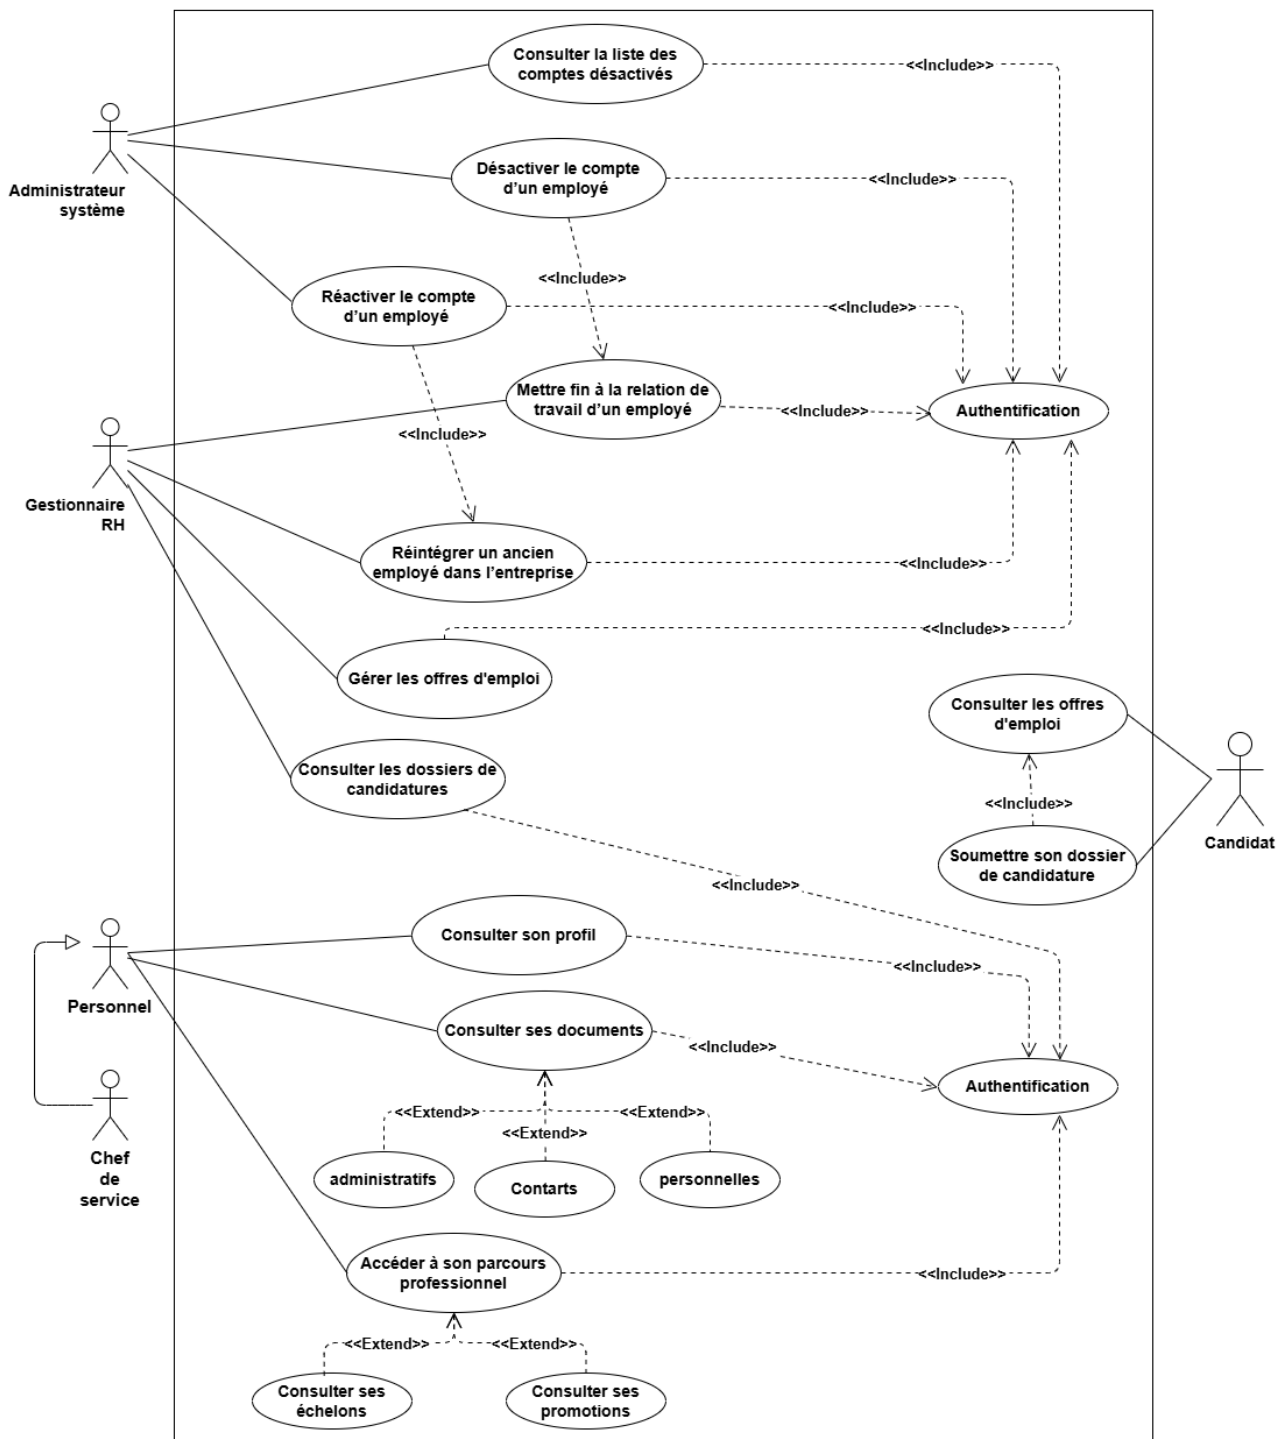 Consulter la liste des
comptes désactivés
<<Include>>
Administrateur
système
Désactiver le compte
d’un employé
<<Include>>
<<Include>>
Réactiver le compte
d’un employé
<<Include>>
Mettre fin à la relation de
travail d’un employé
<<Include>>
Authentification
<<Include>>
Gestionnaire
RH
Réintégrer un ancien
employé dans l’entreprise
<<Include>>
<<Include>>
Gérer les offres d'emploi
Consulter les offres
d'emploi
Consulter les dossiers de
candidatures
<<Include>>
Candidat
Soumettre son dossier
de candidature
<<Include>>
Consulter son profil
<<Include>>
Personnel
Consulter ses documents
<<Include>>
Authentification
<<Extend>>
<<Extend>>
<<Extend>>
Chef
de
service
administratifs
Contarts
personnelles
Accéder à son parcours
professionnel
<<Include>>
<<Extend>>
<<Extend>>
Consulter ses
échelons
Consulter ses
promotions